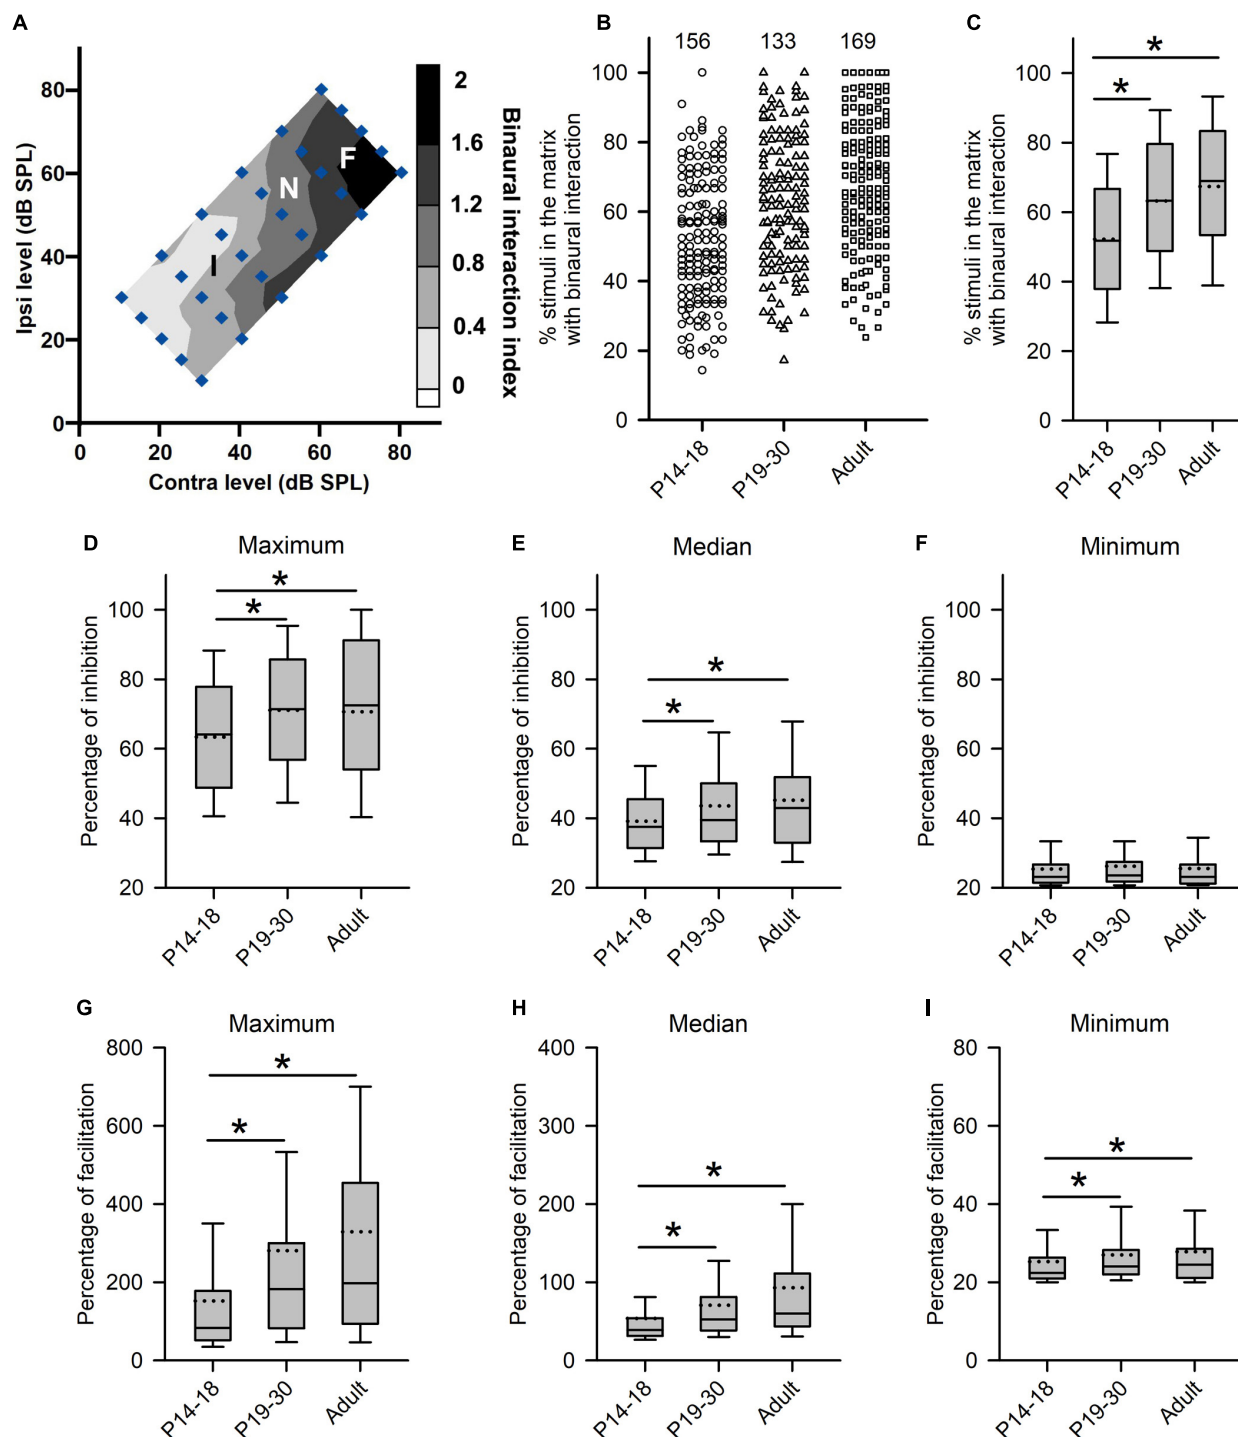 A
80
60
40
20
0
Ipsi level (dB SPL)
0 20 40 60 80
Contra level (dB SPL)
I
N
F
2
1.6
1.2
0.8
0.4
0
Binaural interaction index
B
156 133 169
100
80
60
40
20
0
% stimuli in the matrix
with binaural interaction
P14-18 P19-30 Adult
C
* *
100
80
60
40
20
0
% stimuli in the matrix
with binaural interaction
P14-18 P19-30 Adult
D
Maximum
* *
100
80
60
40
20
Percentage of inhibition
P14-18 P19-30 Adult
E
Median
* *
100
80
60
40
20
Percentage of inhibition
P14-18 P19-30 Adult
F
Minimum
100
80
60
40
20
Percentage of inhibition
P14-18 P19-30 Adult
G
Maximum
* *
800
600
400
200
0
Percentage of facilitation
P14-18 P19-30 Adult
H
Median
* *
400
300
200
100
0
Percentage of facilitation
P14-18 P19-30 Adult
I
Minimum
* *
80
60
40
20
0
Percentage of facilitation
P14-18 P19-30 Adult